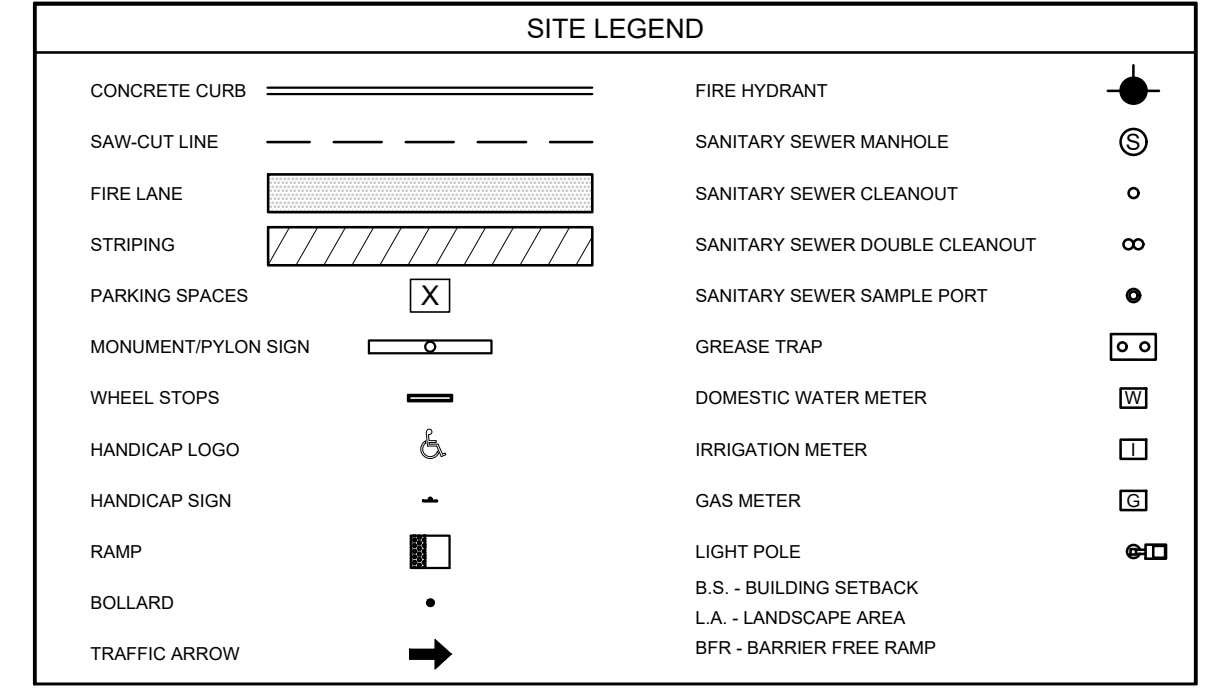 SITE LEGEND
CONCRETE CURB
SAW-CUT LINE
FIRE LANE
STRIPING
PARKING SPACES X
MONUMENT/PYLON SIGN
WHEEL STOPS
HANDICAP LOGO
HANDICAP SIGN
RAMP
BOLLARD
TRAFFIC ARROW
FIRE HYDRANT
SANITARY SEWER MANHOLE S
SANITARY SEWER CLEANOUT
SANITARY SEWER DOUBLE CLEANOUT
SANITARY SEWER SAMPLE PORT
GREASE TRAP
DOMESTIC WATER METER W
IRRIGATION METER I
GAS METER G
LIGHT POLE
B.S. - BUILDING SETBACK
L.A. - LANDSCAPE AREA
BFR - BARRIER FREE RAMP